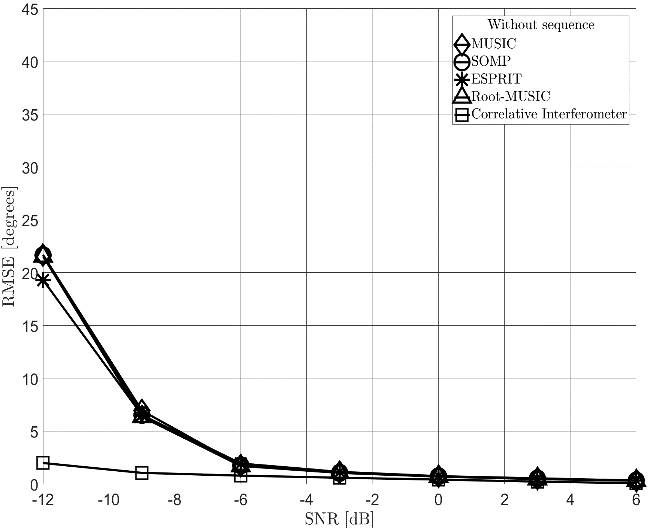 45
40
35
30
25
20
15
10
5
0
RMSE [degrees]
Without sequence
MUSIC
SOMP
ESPRIT
Root-MUSIC
Correlative Interferometer
-12 -10 -8 -6 -4 -2 0 2 4 6
SNR [dB]